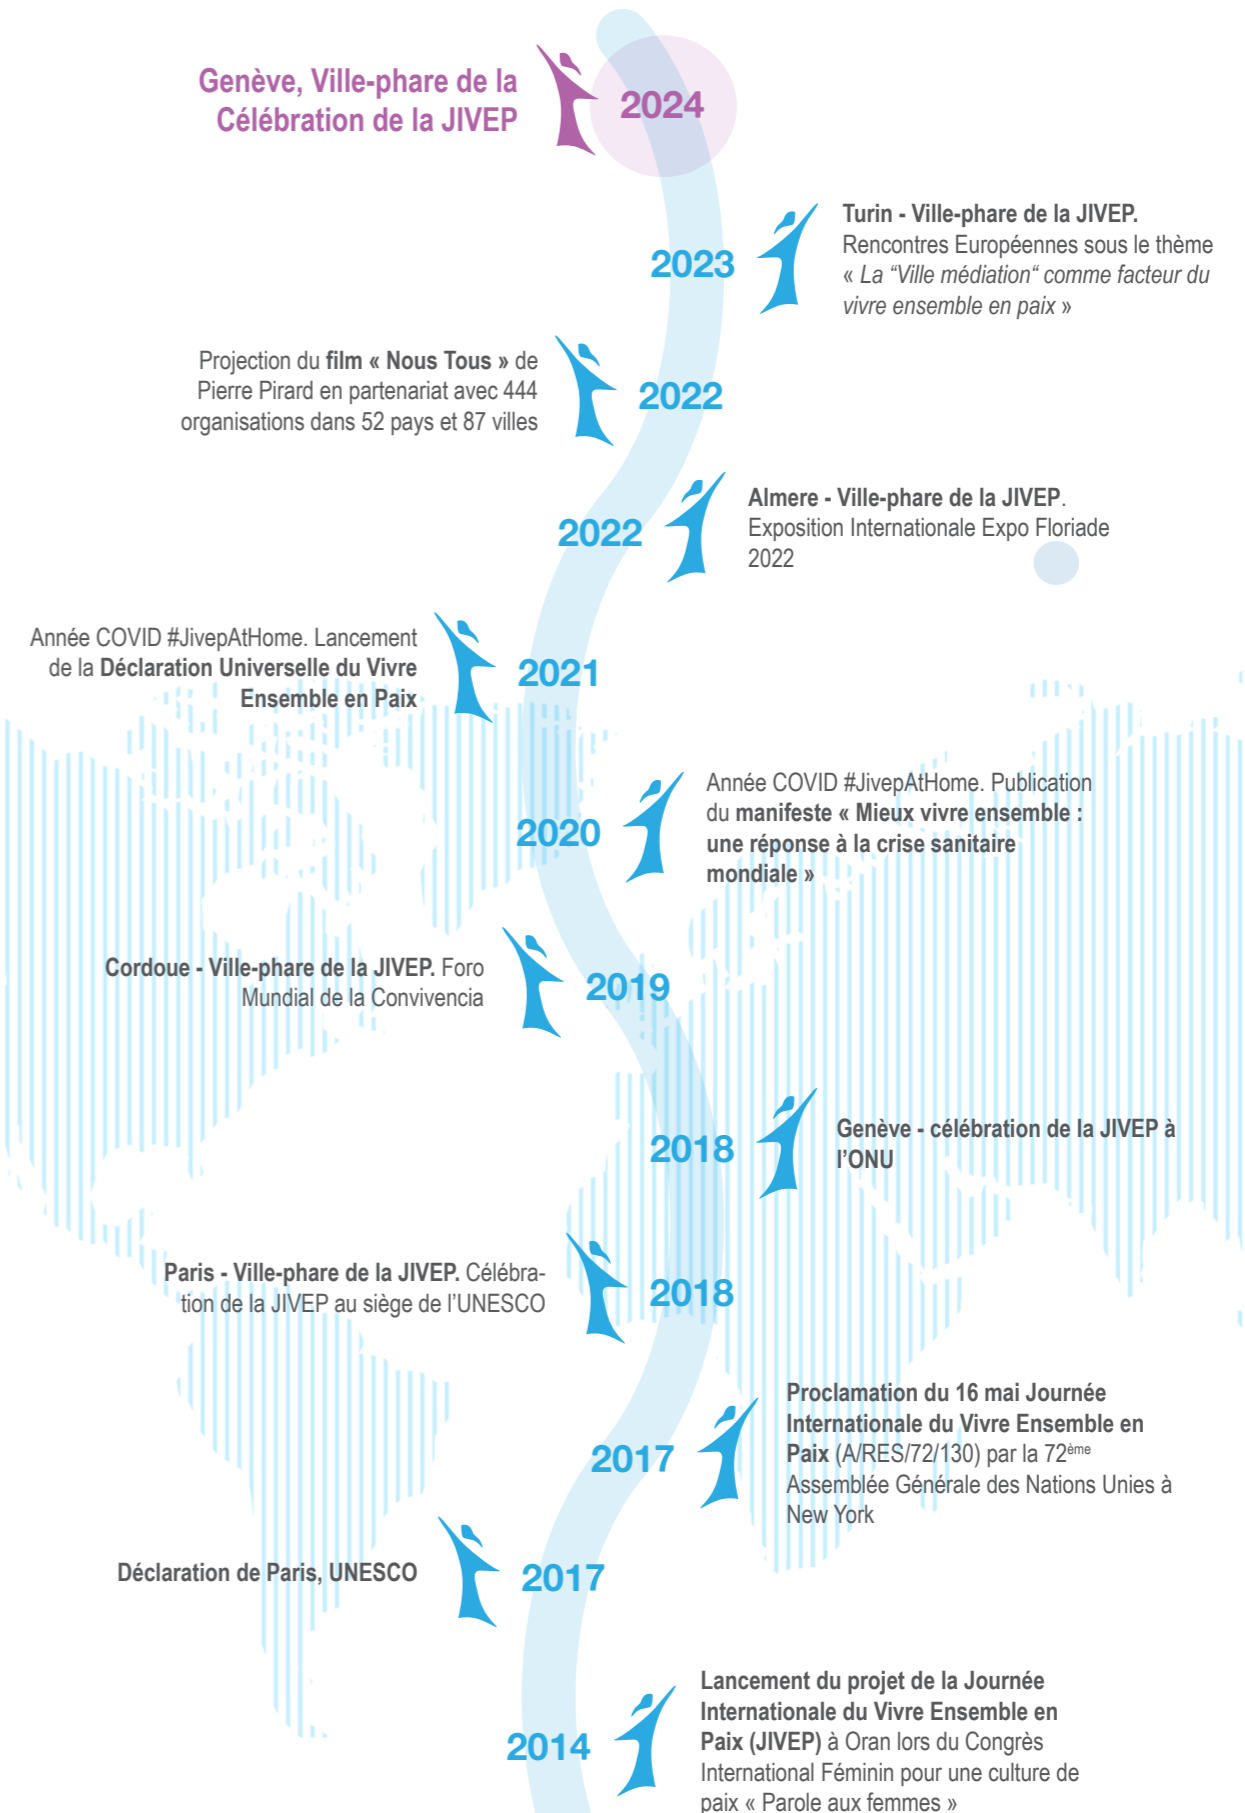 Genève, Ville-phare de la
Célébration de la JIVEP
2024
2023
Turin - Ville-phare de la JIVEP.
Rencontres Européennes sous le thème
« La “Ville médiation“ comme facteur du
vivre ensemble en paix »
Projection du film « Nous Tous » de
Pierre Pirard en partenariat avec 444
organisations dans 52 pays et 87 villes
2022
2022
Almere - Ville-phare de la JIVEP.
Exposition Internationale Expo Floriade
2022
Année COVID #JivepAtHome. Lancement
de la Déclaration Universelle du Vivre
Ensemble en Paix
2021
2020
Année COVID #JivepAtHome. Publication
du manifeste « Mieux vivre ensemble :
une réponse à la crise sanitaire
mondiale »
Cordoue - Ville-phare de la JIVEP. Foro
Mundial de la Convivencia
2019
2018
Genève - célébration de la JIVEP à
l’ONU
Paris - Ville-phare de la JIVEP. Célébra-
tion de la JIVEP au siège de l’UNESCO
2018
2017
Proclamation du 16 mai Journée
Internationale du Vivre Ensemble en
Paix (A/RES/72/130) par la 72ème
Assemblée Générale des Nations Unies à
New York
Déclaration de Paris, UNESCO
2017
2014
Lancement du projet de la Journée
Internationale du Vivre Ensemble en
Paix (JIVEP) à Oran lors du Congrès
International Féminin pour une culture de
paix « Parole aux femmes »